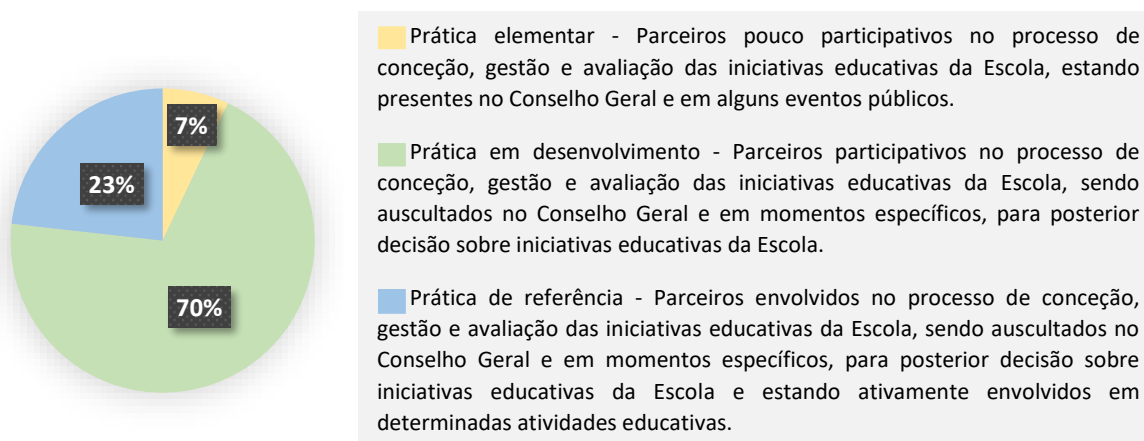 7%
23%
70%
Prática elementar - Parceiros pouco participativos no processo de
conceção, gestão e avaliação das iniciativas educativas da Escola, estando
presentes no Conselho Geral e em alguns eventos públicos.
Prática em desenvolvimento - Parceiros participativos no processo de
conceção, gestão e avaliação das iniciativas educativas da Escola, sendo
auscultados no Conselho Geral e em momentos específicos, para posterior
decisão sobre iniciativas educativas da Escola.
Prática de referência - Parceiros envolvidos no processo de conceção,
gestão e avaliação das iniciativas educativas da Escola, sendo auscultados no
Conselho Geral e em momentos específicos, para posterior decisão sobre
iniciativas educativas da Escola e estando ativamente envolvidos em
determinadas atividades educativas.